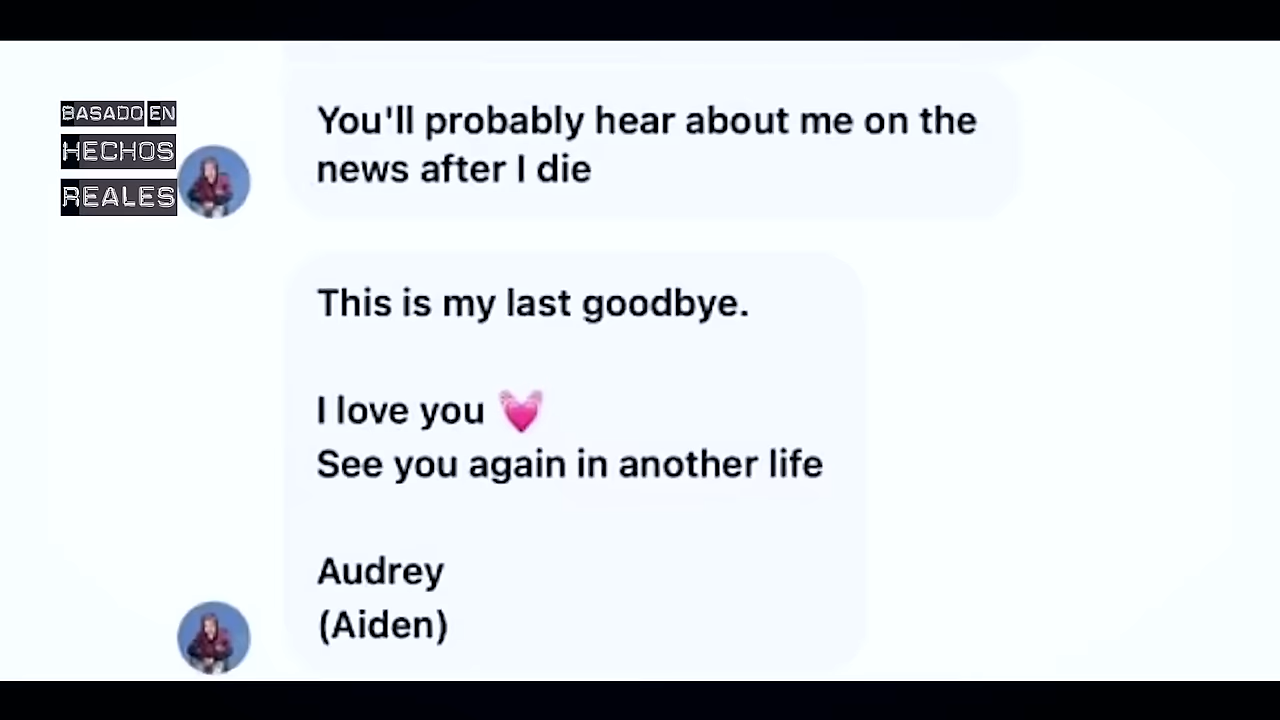 BASADO EN
HECHOS
REALES
You'll probably hear about me on the
news after I die
This is my last goodbye.
I love you 💓
See you again in another life
Audrey
(Aiden)